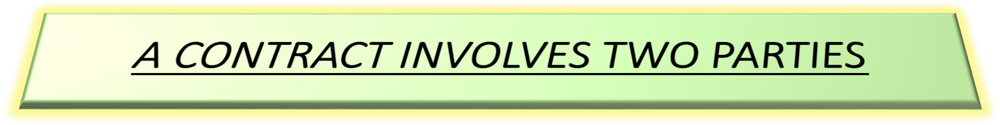 A CONTRACT INVOLVES TWO PARTIES